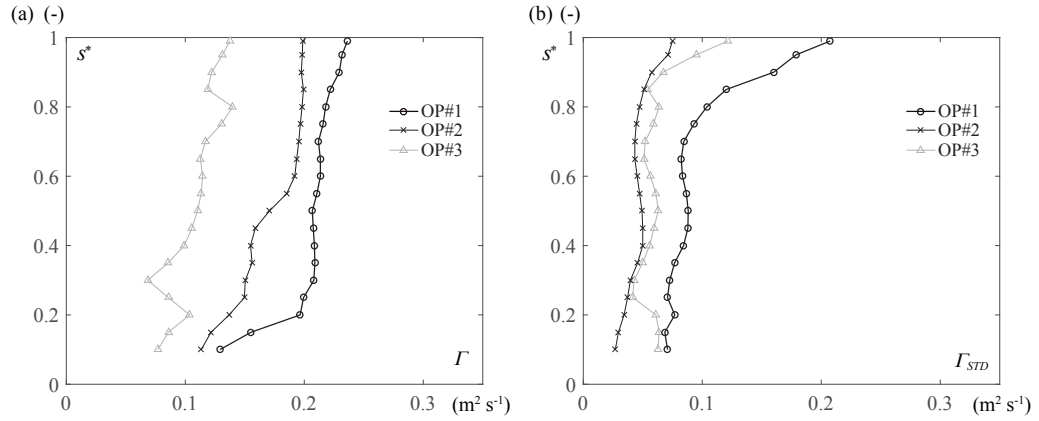 (a) (-)
1
s*
0.8
0.6
0.4
0.2
0
OP#1
OP#2
OP#3
Γ
0
0.1
0.2
0.3
(m² s⁻¹)
(b) (-)
1
s*
0.8
0.6
0.4
0.2
0
OP#1
OP#2
OP#3
Γ_STD
0
0.1
0.2
0.3
(m² s⁻¹)